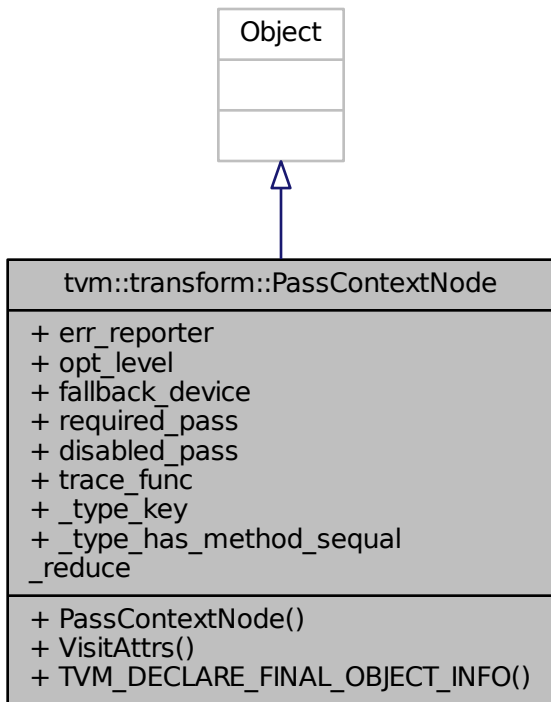 Object
tvm::transform::PassContextNode
+ err_reporter
+ opt_level
+ fallback_device
+ required_pass
+ disabled_pass
+ trace_func
+ _type_key
+ _type_has_method_sequal
_reduce
+ PassContextNode()
+ VisitAttrs()
+ TVM_DECLARE_FINAL_OBJECT_INFO()